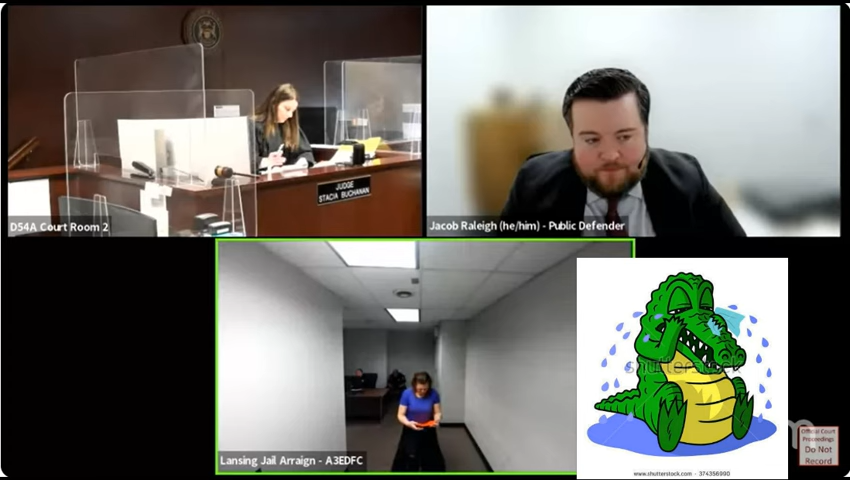 JUDGE
STACIA BUCHANAN
D54A Court Room 2
Jacob Raleigh (he/him) - Public Defender
Lansing Jail Arraign - A3EDFC
shutterstock
Official Court
Proceedings
Do Not
Record
www.shutterstock.com · 374356990